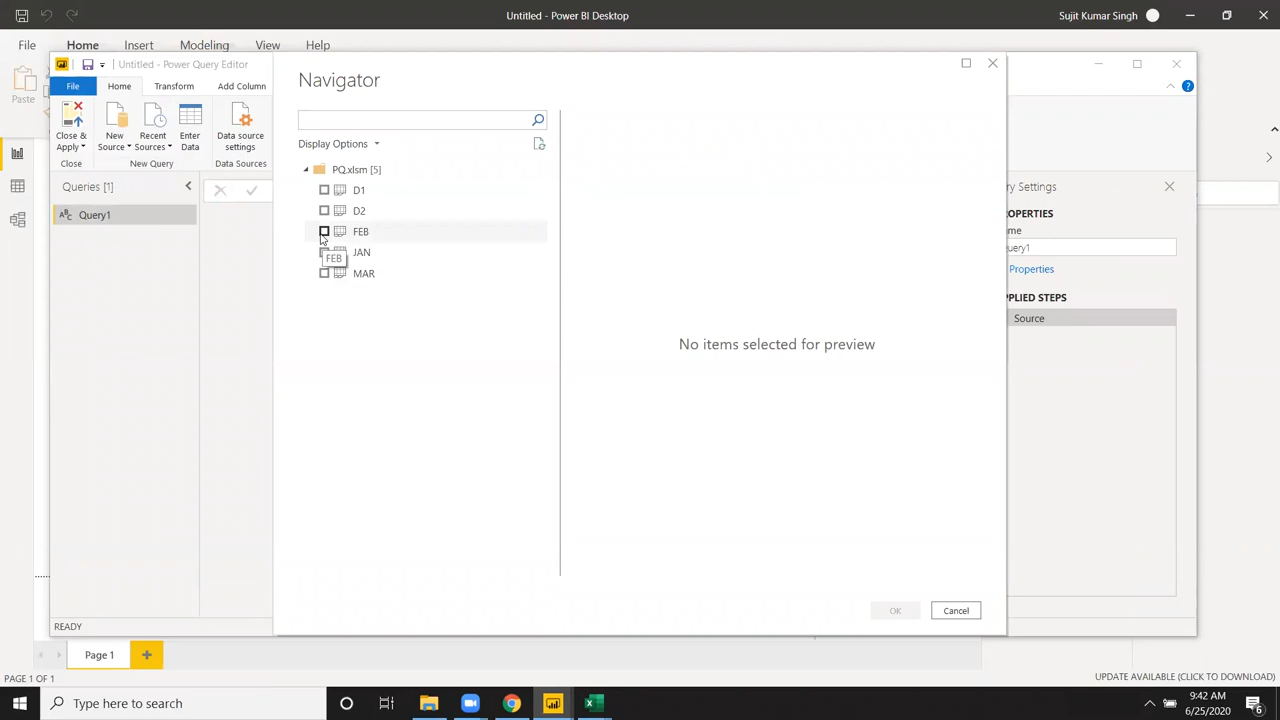 Untitled - Power BI Desktop
Sujit Kumar Singh
File Home Insert Modeling View Help
Untitled - Power Query Editor
File Home Transform Add Column
Paste
Close & Apply
New Source
Recent Sources
Enter Data
Data source settings
Close New Query Data Sources
Queries [1]
Query1
Navigator
Display Options
PQ.xlsm [5]
D1
D2
FEB
JAN
FEB
MAR
No items selected for preview
OK Cancel
ry Settings
OPERTIES
me
uery1
Properties
PLIED STEPS
Source
READY
Page 1
PAGE 1 OF 1
UPDATE AVAILABLE (CLICK TO DOWNLOAD)
Type here to search
9:42 AM
6/25/2020
6